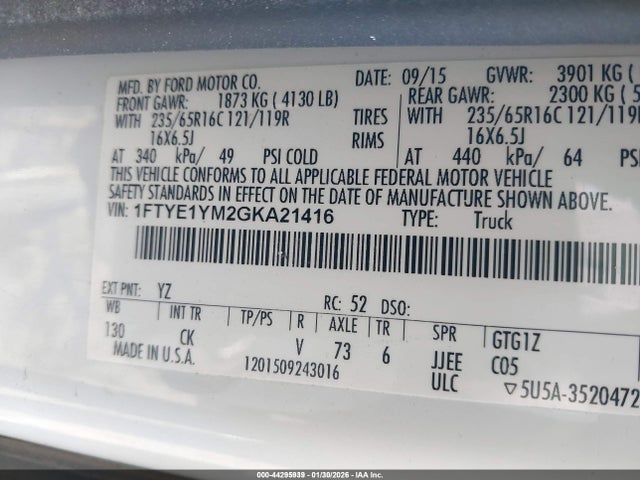 MFD. BY FORD MOTOR CO. DATE: 09/15 GVWR: 3901 KG (
FRONT GAWR: 1873 KG ( 4130 LB) REAR GAWR: 2300 KG ( 5
WITH 235/65R16C 121/119R TIRES WITH 235/65R16C 121/119R
16X6.5J RIMS 16X6.5J
AT 340 kPa/ 49 PSI COLD AT 440 kPa/ 64 PSI
THIS VEHICLE CONFORMS TO ALL APPLICABLE FEDERAL MOTOR VEHICLE
SAFETY STANDARDS IN EFFECT ON THE DATE OF MANUFACTURE SHOWN ABOVE.
VIN: 1FTYE1YM2GKA21416 TYPE: Truck
EXT PNT: YZ RC: 52 DSO:
WB INT TR TP/PS R AXLE TR SPR GTG1Z
130 CK V 73 6 JJEE C05
MADE IN U.S.A. 1201509243016 ULC ▽5U5A-3520472
000-44295939 - 01/30/2026 - IAA Inc.